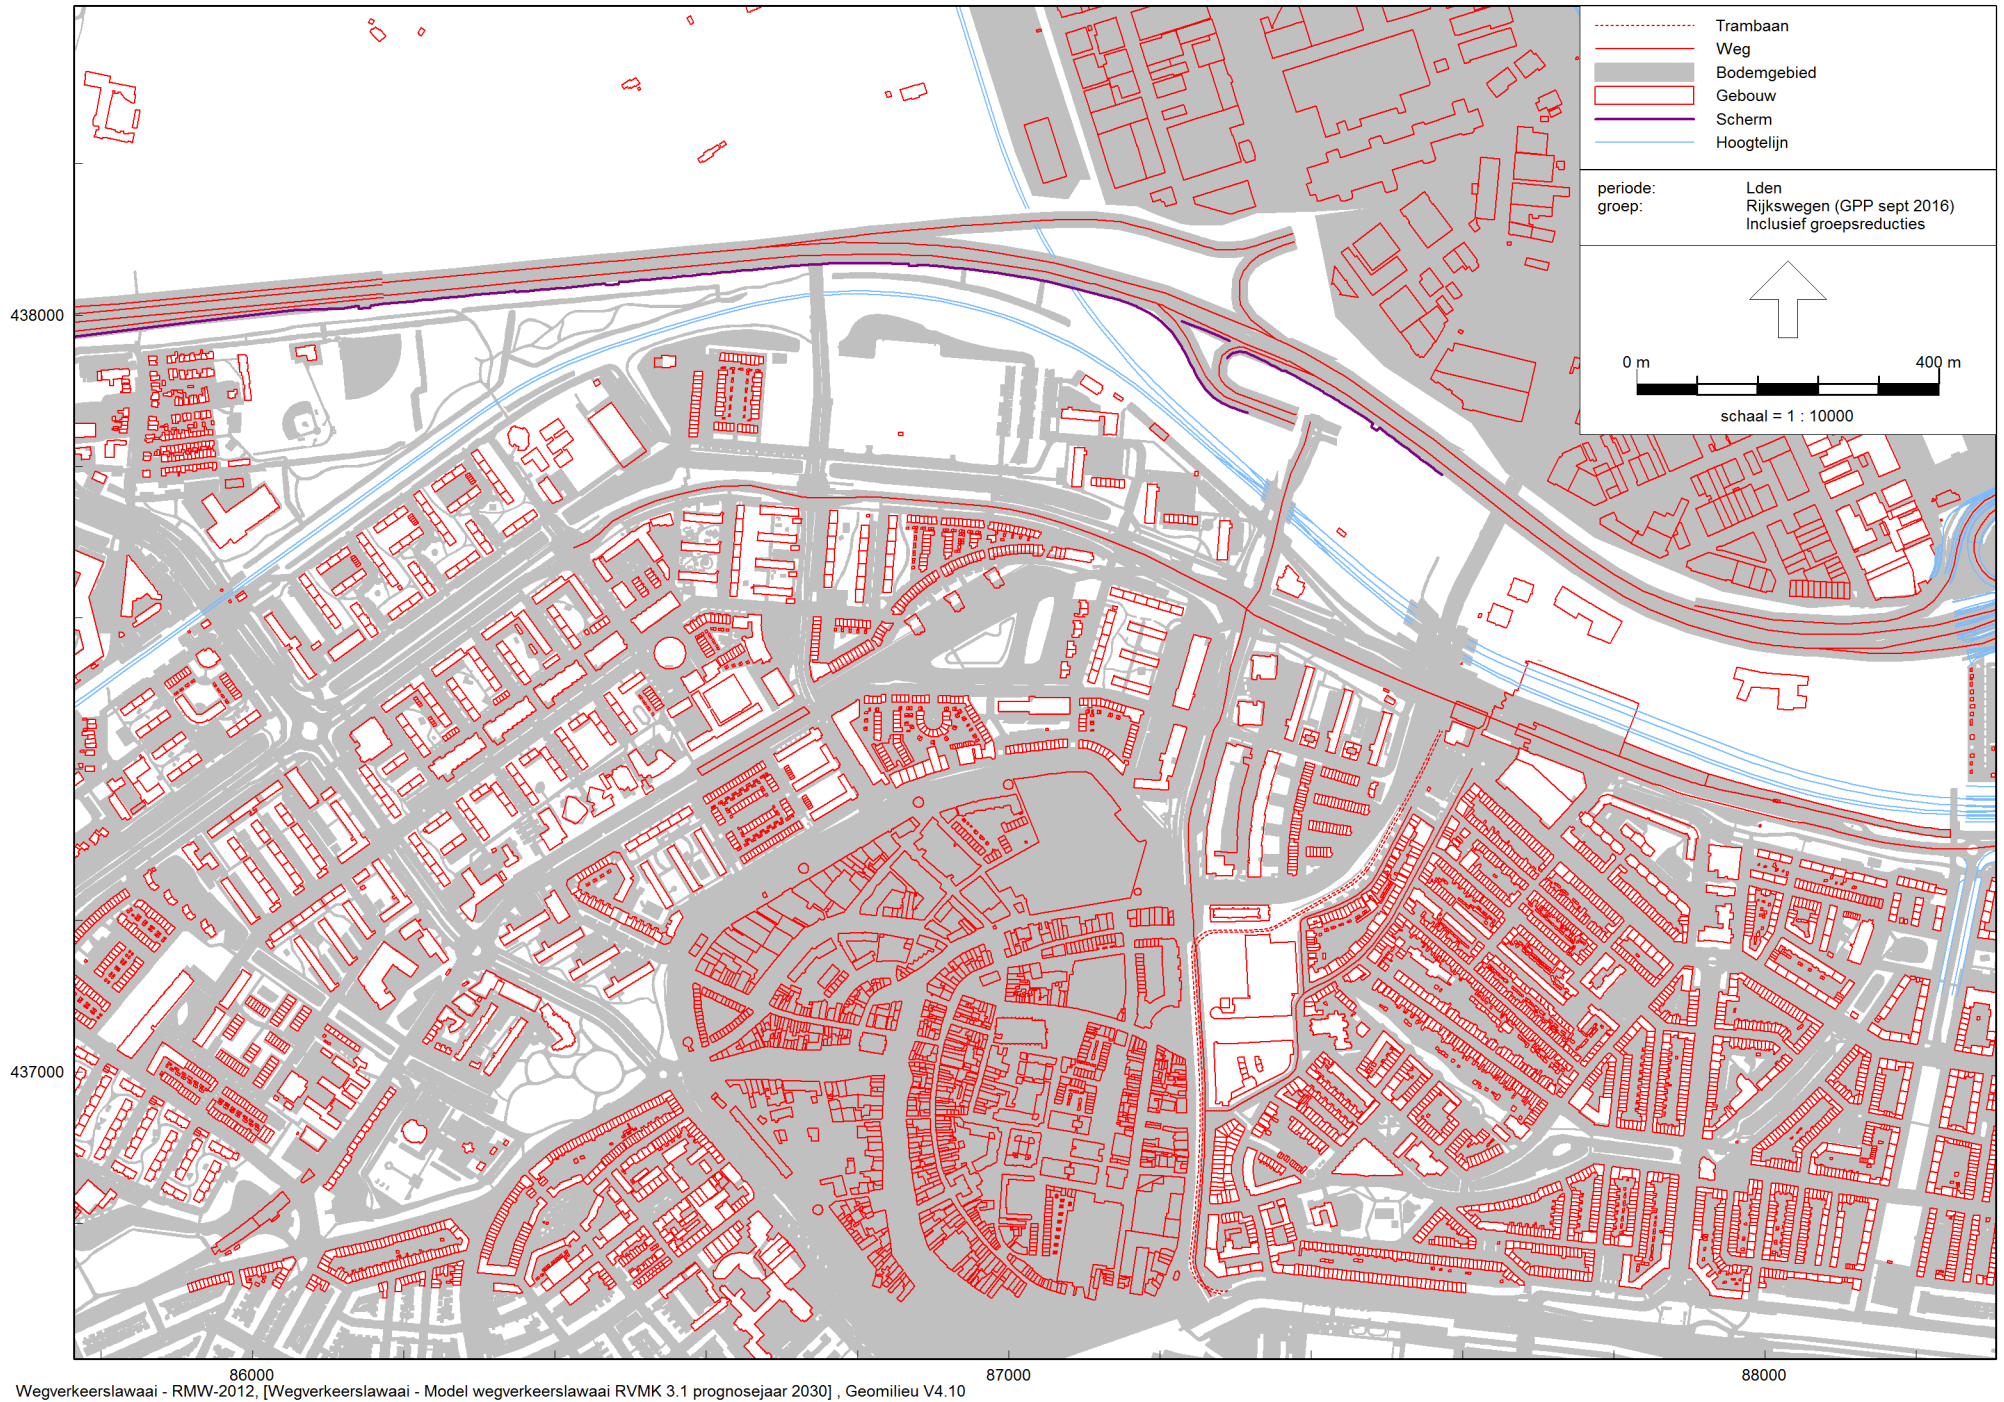 Trambaan
Weg
Bodemgebied
Gebouw
Scherm
Hoogtelijn
periode: Lden
groep: Rijkswegen (GPP sept 2016)
Inclusief groepsreducties
0 m 400 m
schaal = 1 : 10000
438000
437000
86000 87000 88000
Wegverkeerslawaai - RMW-2012, [Wegverkeerslawaai - Model wegverkeerslawaai RVMK 3.1 prognosejaar 2030] , Geomilieu V4.10